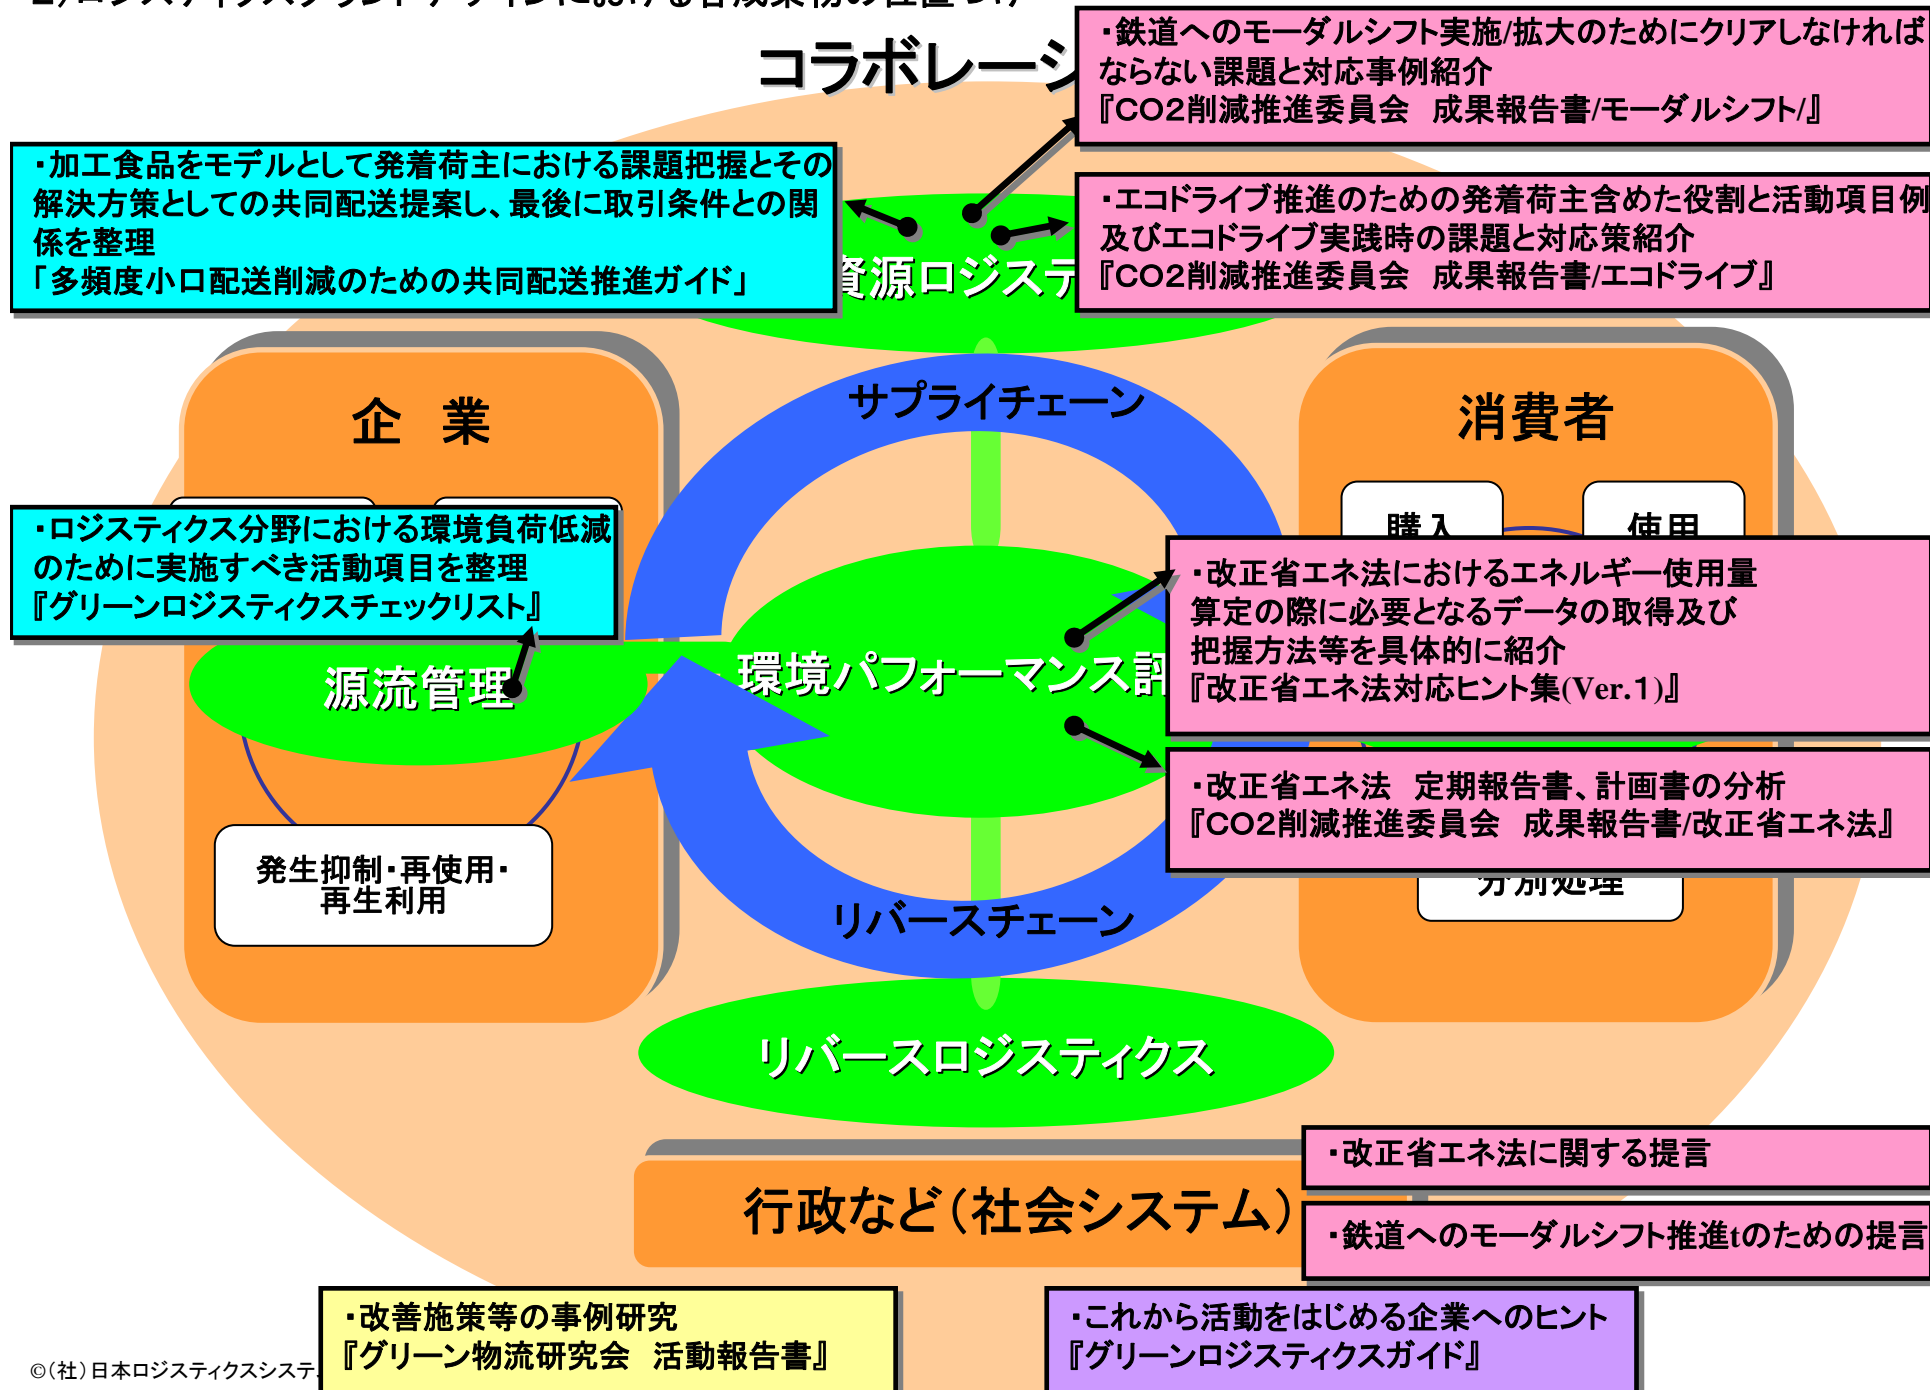 コラボレーシ
・鉄道へのモーダルシフト実施/拡大のためにクリアしなければ
ならない課題と対応事例紹介
『CO2削減推進委員会　成果報告書/モーダルシフト/』
・加工食品をモデルとして発着荷主における課題把握とその
解決方策としての共同配送提案し、最後に取引条件との関
係を整理
「多頻度小口配送削減のための共同配送推進ガイド」
・エコドライブ推進のための発着荷主含めた役割と活動項目例
及びエコドライブ実践時の課題と対応策紹介
『CO2削減推進委員会　成果報告書/エコドライブ』
資源ロジステ
サプライチェーン
企　業
消費者
購入
使用
・ロジスティクス分野における環境負荷低減
のために実施すべき活動項目を整理
『グリーンロジスティクスチェックリスト』
・改正省エネ法におけるエネルギー使用量
算定の際に必要となるデータの取得及び
把握方法等を具体的に紹介
『改正省エネ法対応ヒント集(Ver.1)』
源流管理
環境パフォーマンス評
・改正省エネ法　定期報告書、計画書の分析
『CO2削減推進委員会　成果報告書/改正省エネ法』
発生抑制・再使用・
再生利用
分別処理
リバースチェーン
リバースロジスティクス
・改正省エネ法に関する提言
行政など（社会システム）
・鉄道へのモーダルシフト推進tのための提言
・改善施策等の事例研究
『グリーン物流研究会　活動報告書』
・これから活動をはじめる企業へのヒント
『グリーンロジスティクスガイド』
©（社）日本ロジスティクスシステ